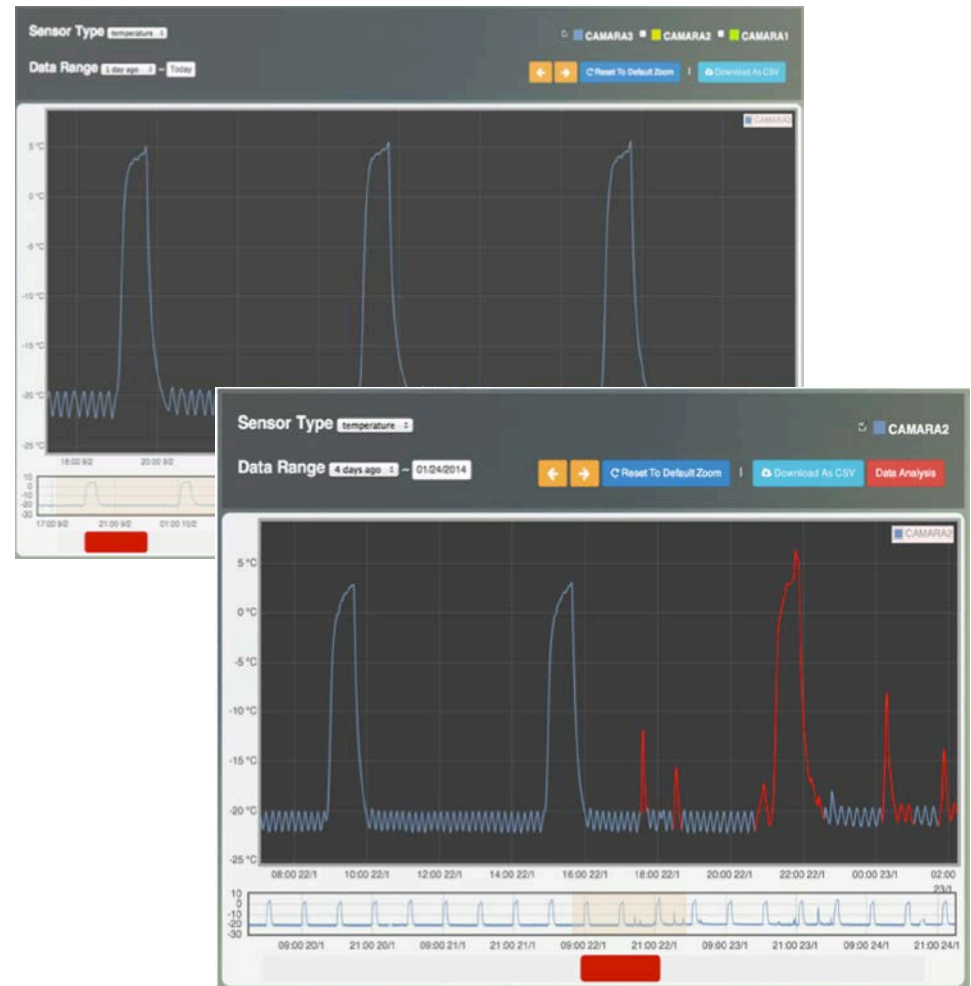 Sensor Type temperature
CAMARA3 CAMARA2 CAMARA1
Data Range 1 day ago - Today
Reset To Default Zoom | Download As CSV
CAMARA3
5 °C
0 °C
-5 °C
-10 °C
-15 °C
-20 °C
-25 °C
18:00 9/2 20:00 9/2
10
0
-10
-20
-30
17:00 9/2 21:00 9/2 01:00 10/2
Sensor Type temperature
CAMARA2
Data Range 4 days ago - 01/24/2014
Reset To Default Zoom | Download As CSV Data Analysis
CAMARA2
5 °C
0 °C
-5 °C
-10 °C
-15 °C
-20 °C
-25 °C
08:00 22/1 10:00 22/1 12:00 22/1 14:00 22/1 16:00 22/1 18:00 22/1 20:00 22/1 22:00 22/1 00:00 23/1 02:00
23/1
10
0
-10
-20
-30
09:00 20/1 21:00 20/1 09:00 21/1 21:00 21/1 09:00 22/1 21:00 22/1 09:00 23/1 21:00 23/1 09:00 24/1 21:00 24/1